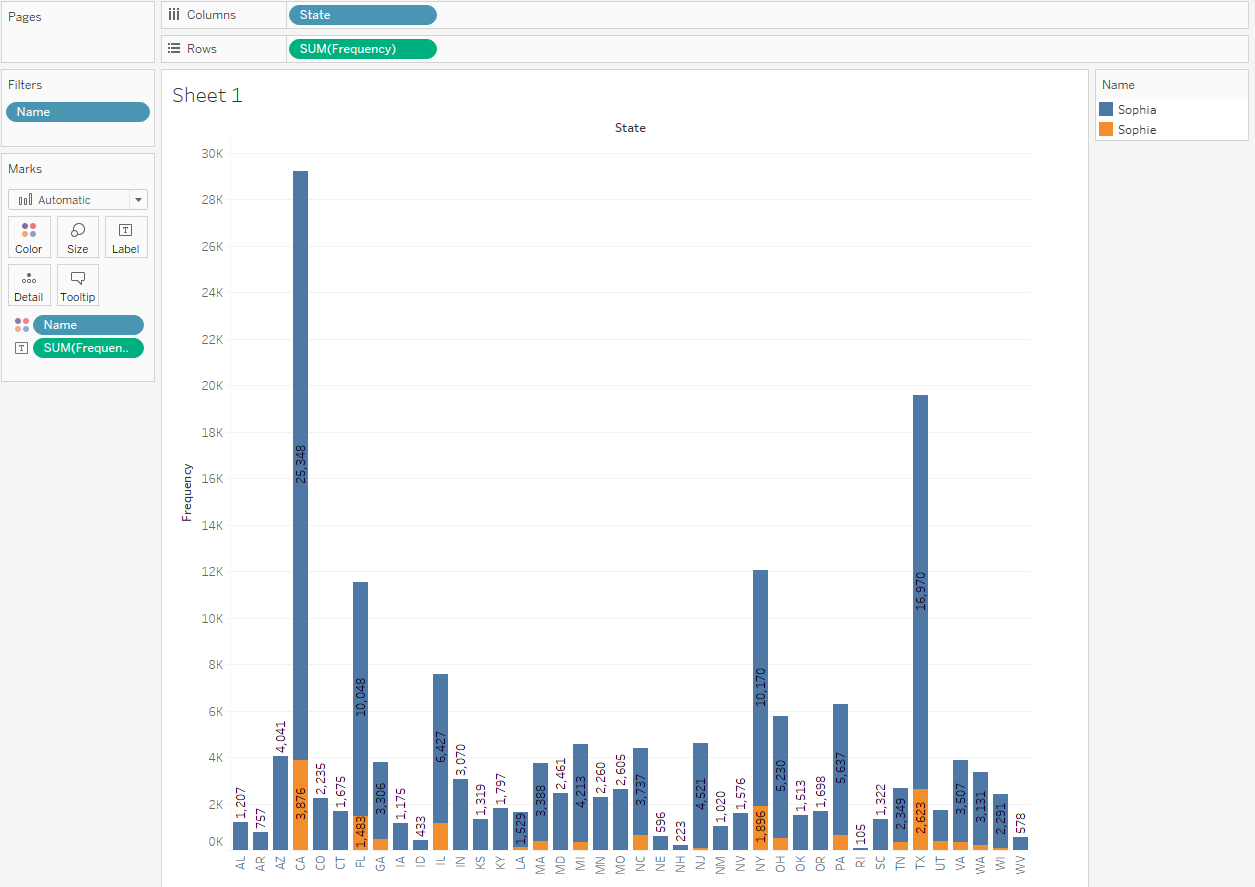 Pages
Columns
State
Rows
SUM(Frequency)
Filters
Name
Marks
Automatic
Color
Size
Label
Detail
Tooltip
Name
SUM(Frequen..
Sheet 1
State
Frequency
30K
28K
26K
24K
22K
20K
18K
16K
14K
12K
10K
8K
6K
4K
2K
0K
1,207
757
4,041
25,348
3,876
2,235
1,675
10,048
1,483
3,306
1,175
433
6,427
3,070
1,319
1,797
1,529
3,388
2,461
4,213
2,260
2,605
3,737
596
223
4,521
1,020
1,576
10,170
1,896
5,230
1,513
1,698
5,637
105
1,322
2,349
16,970
2,623
3,507
3,131
2,291
578
AL
AR
AZ
CA
CO
CT
FL
GA
IA
ID
IL
IN
KS
KY
LA
MA
MD
MI
MN
MO
NC
NE
NH
NJ
NM
NV
NY
OH
OK
OR
PA
RI
SC
TN
TX
UT
VA
WA
WI
WV
Name
Sophia
Sophie